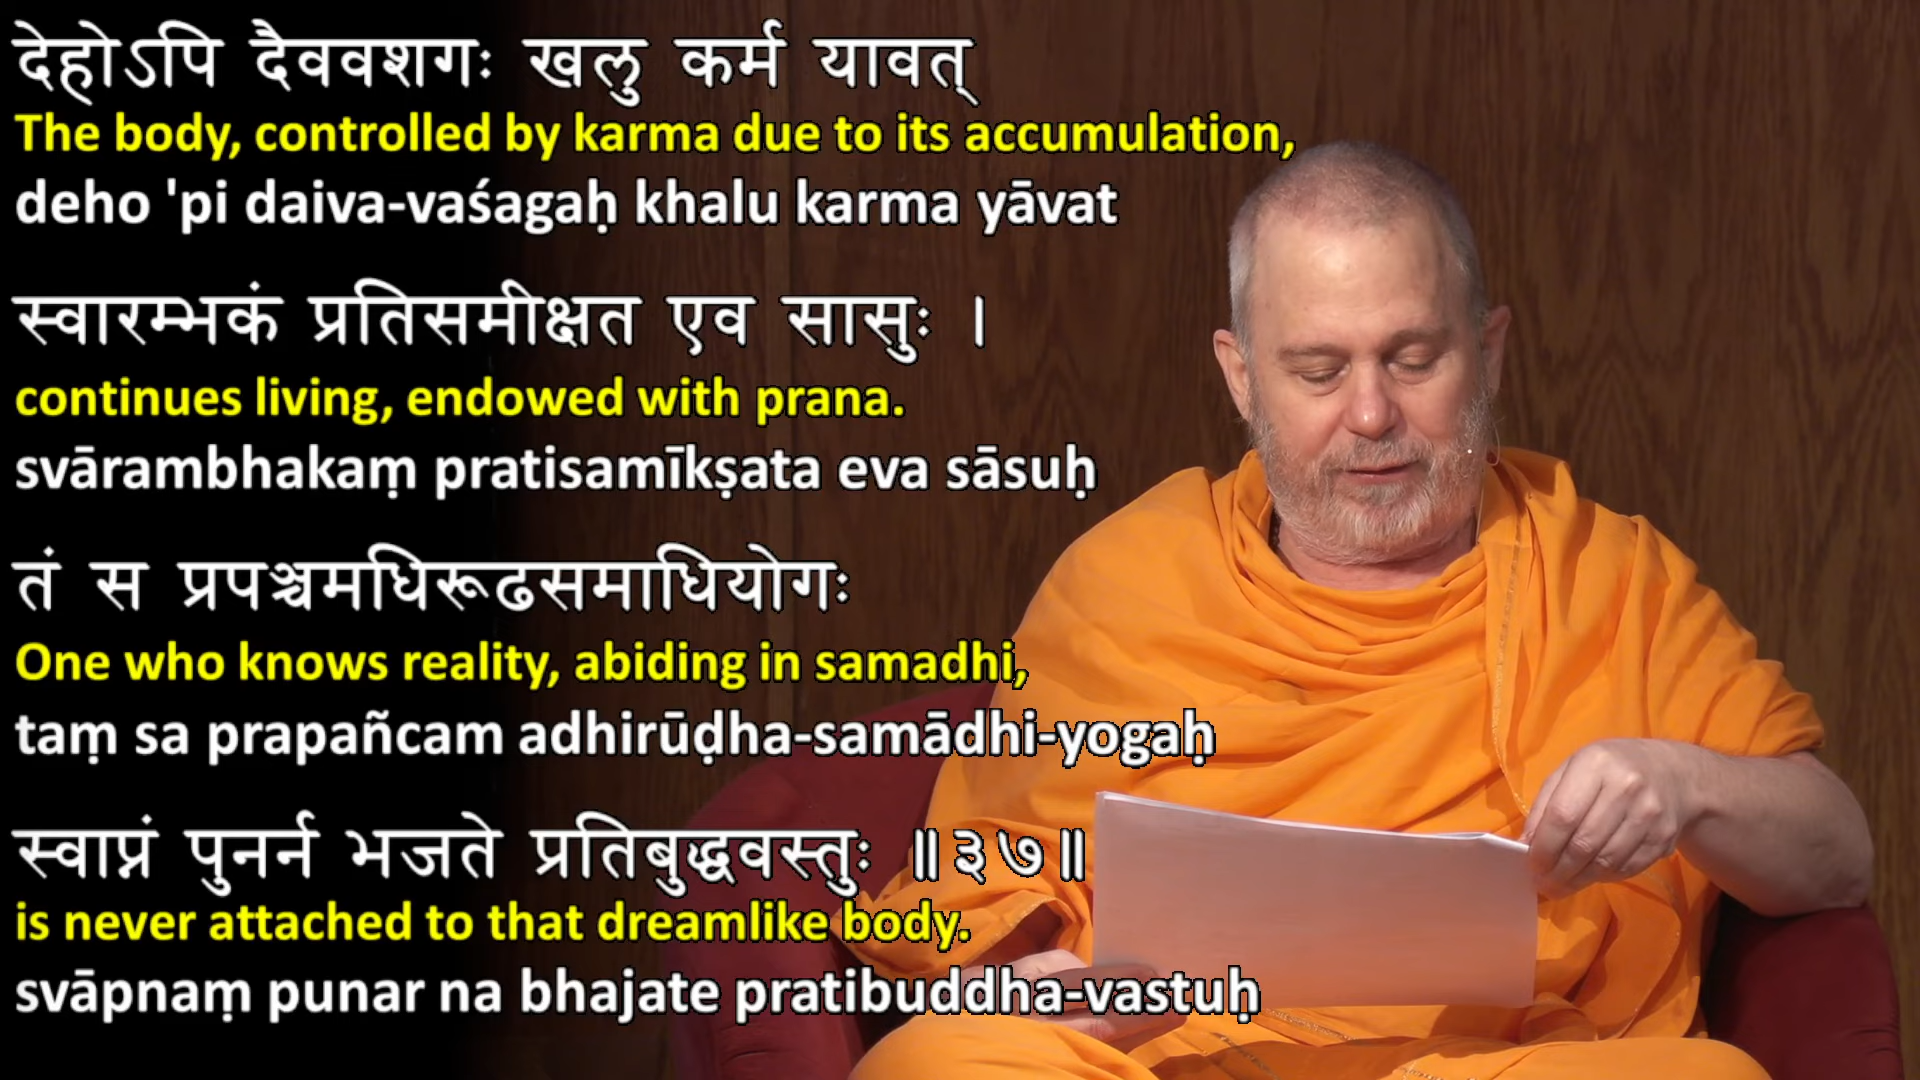 देहोऽपि दैववशगः खलु कर्म यावत्
The body, controlled by karma due to its accumulation,
deho 'pi daiva-vaśagaḥ khalu karma yāvat
स्वारम्भकं प्रतिसमीक्षत एव सासुः ।
continues living, endowed with prana.
svārambhakaṃ pratisamīkṣata eva sāsuḥ
तं स प्रपञ्चमधिरूढसमाधियोगः
One who knows reality, abiding in samadhi,
taṃ sa prapañcam adhirūḍha-samādhi-yogaḥ
स्वाप्नं पुनर्न भजते प्रतिबुद्धवस्तुः ॥३७॥
is never attached to that dreamlike body.
svāpnaṃ punar na bhajate pratibuddha-vastuḥ